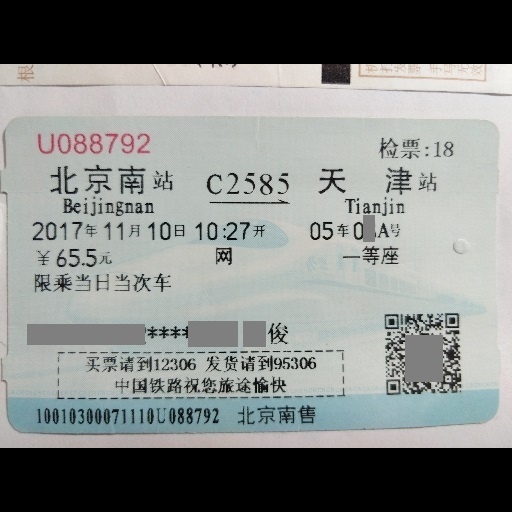 U088792
检票:18
北京南站 C2585 天津站
Beijingnan Tianjin
2017年11月10日 10:27开 05车0A号
¥65.5元 网 一等座
限乘当日当次车
**** 俊
买票请到12306 发货请到95306
中国铁路祝您旅途愉快
10010300071110U088792 北京南售